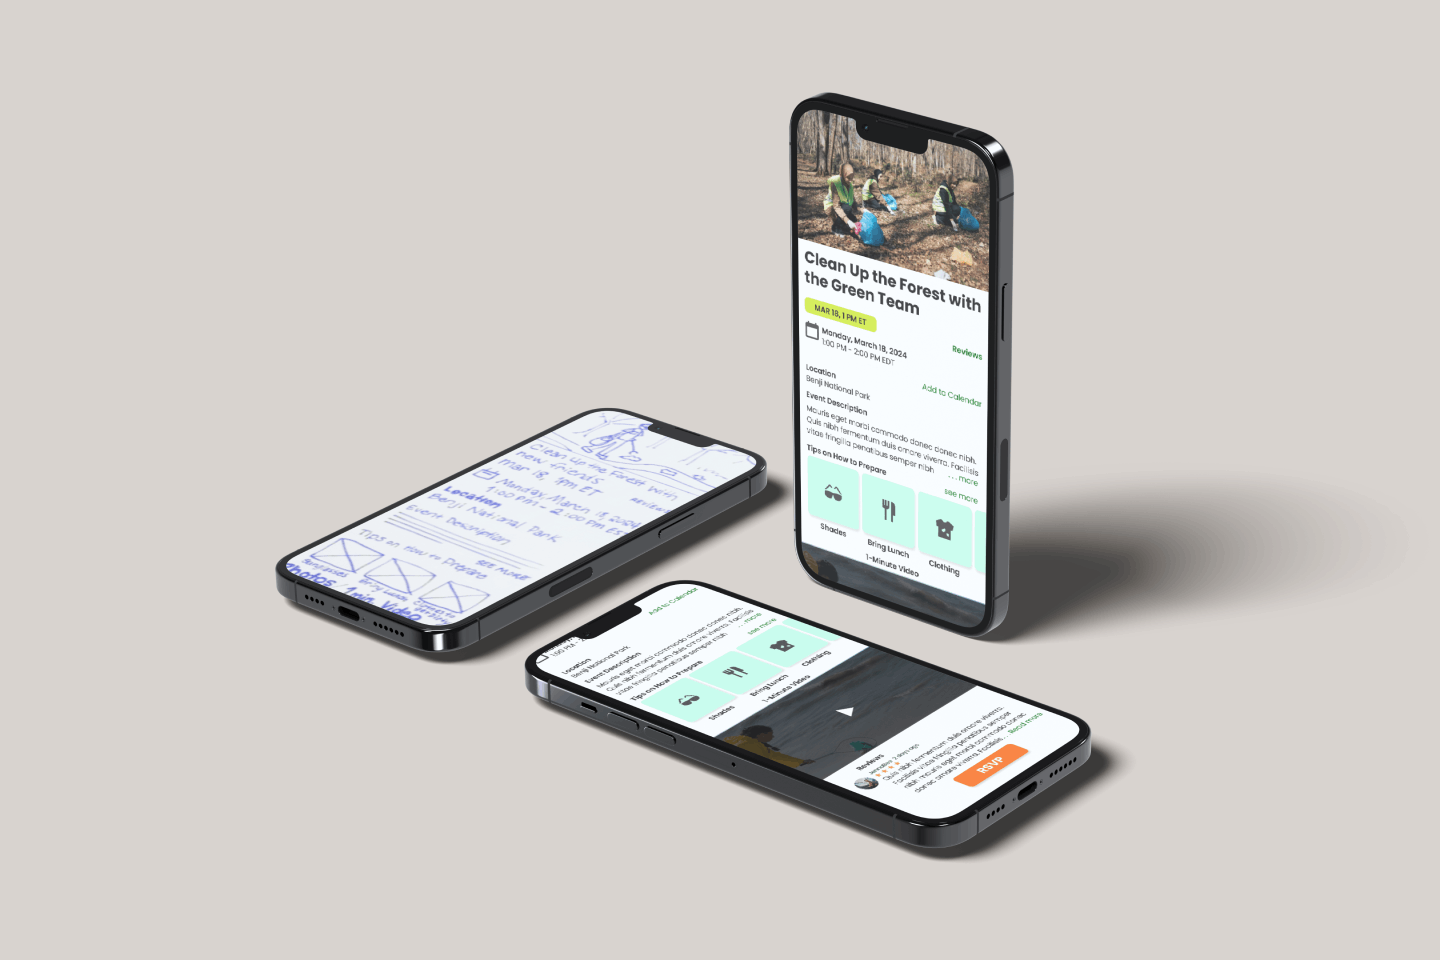 Clean Up the Forest with
new friends
Mar 18, 1pm ET
Monday, March 18, 2024
1:00 PM - 2:00 PM EST
Reviews
Location
Benji National Park
Event Description
SEE MORE
Tips on How to Prepare
Sunglasses
Bring Lunch
Photos / 1 min Video
Clean Up the Forest with
the Green Team
MAR 18, 1 PM ET
Monday, March 18, 2024
1:00 PM - 2:00 PM EDT
Reviews
Location
Benji National Park
Add to Calendar
Event Description
Mauris eget morbi commodo donec donec nibh.
Quis nibh fermentum duis ornare viverra. Facilisis
vitae fringilla penatibus semper nibh
... more
Tips on How to Prepare
see more
Shades
Bring Lunch
Clothing
1-Minute Video
Add to Calendar
1:00 PM - 2:
Location
Benji National Park
Event Description
Mauris eget morbi commodo donec donec nibh.
Quis nibh fermentum duis ornare viverra. Facilisis
vitae fringilla penatibus semper nibh
... more
Tips on How to Prepare
see more
Shades
Bring Lunch
Clothing
1-Minute Video
Reviews
2 days ago
Quis nibh fermentum duis ornare viverra.
Facilisis vitae fringilla penatibus semper
nibh mauris eget morbi commodo donec
donec ornare viverra. Facilisis... Read more
RSVP